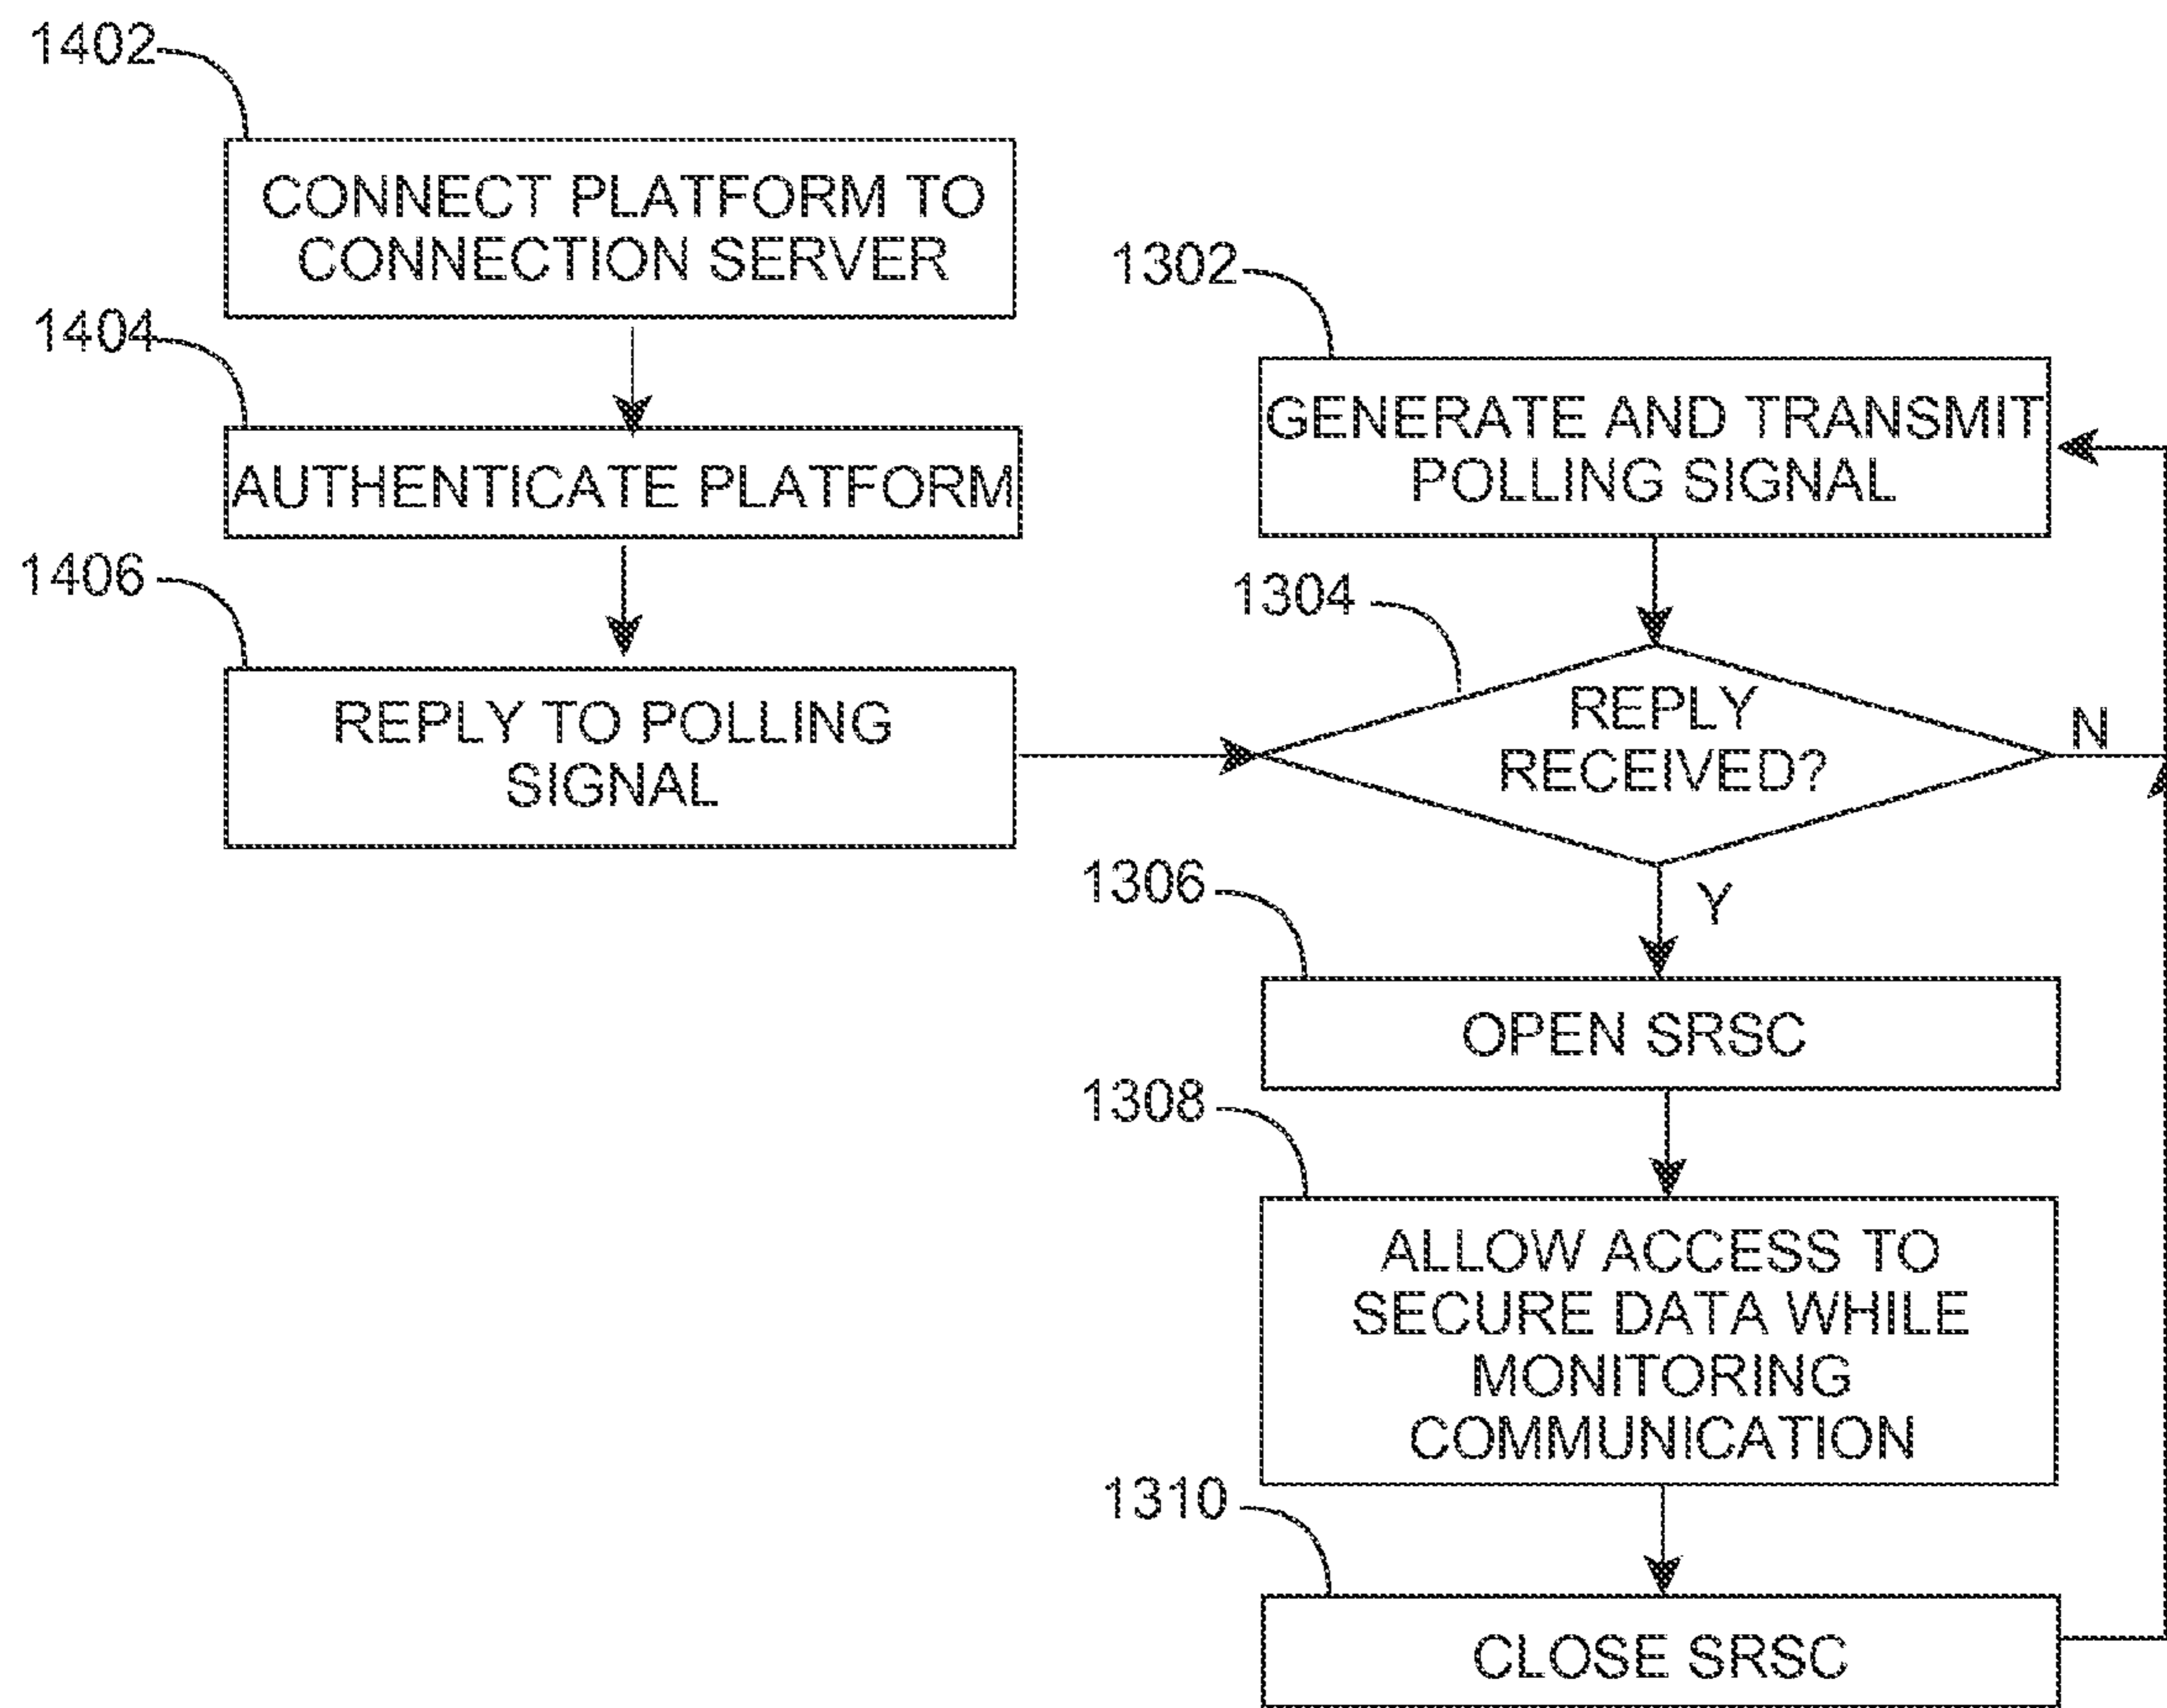 1402
CONNECT PLATFORM TO
CONNECTION SERVER
1404
AUTHENTICATE PLATFORM
1406
REPLY TO POLLING
SIGNAL
1302
GENERATE AND TRANSMIT
POLLING SIGNAL
1304
REPLY
RECEIVED?
N
Y
1306
OPEN SRSC
1308
ALLOW ACCESS TO
SECURE DATA WHILE
MONITORING
COMMUNICATION
1310
CLOSE SRSC